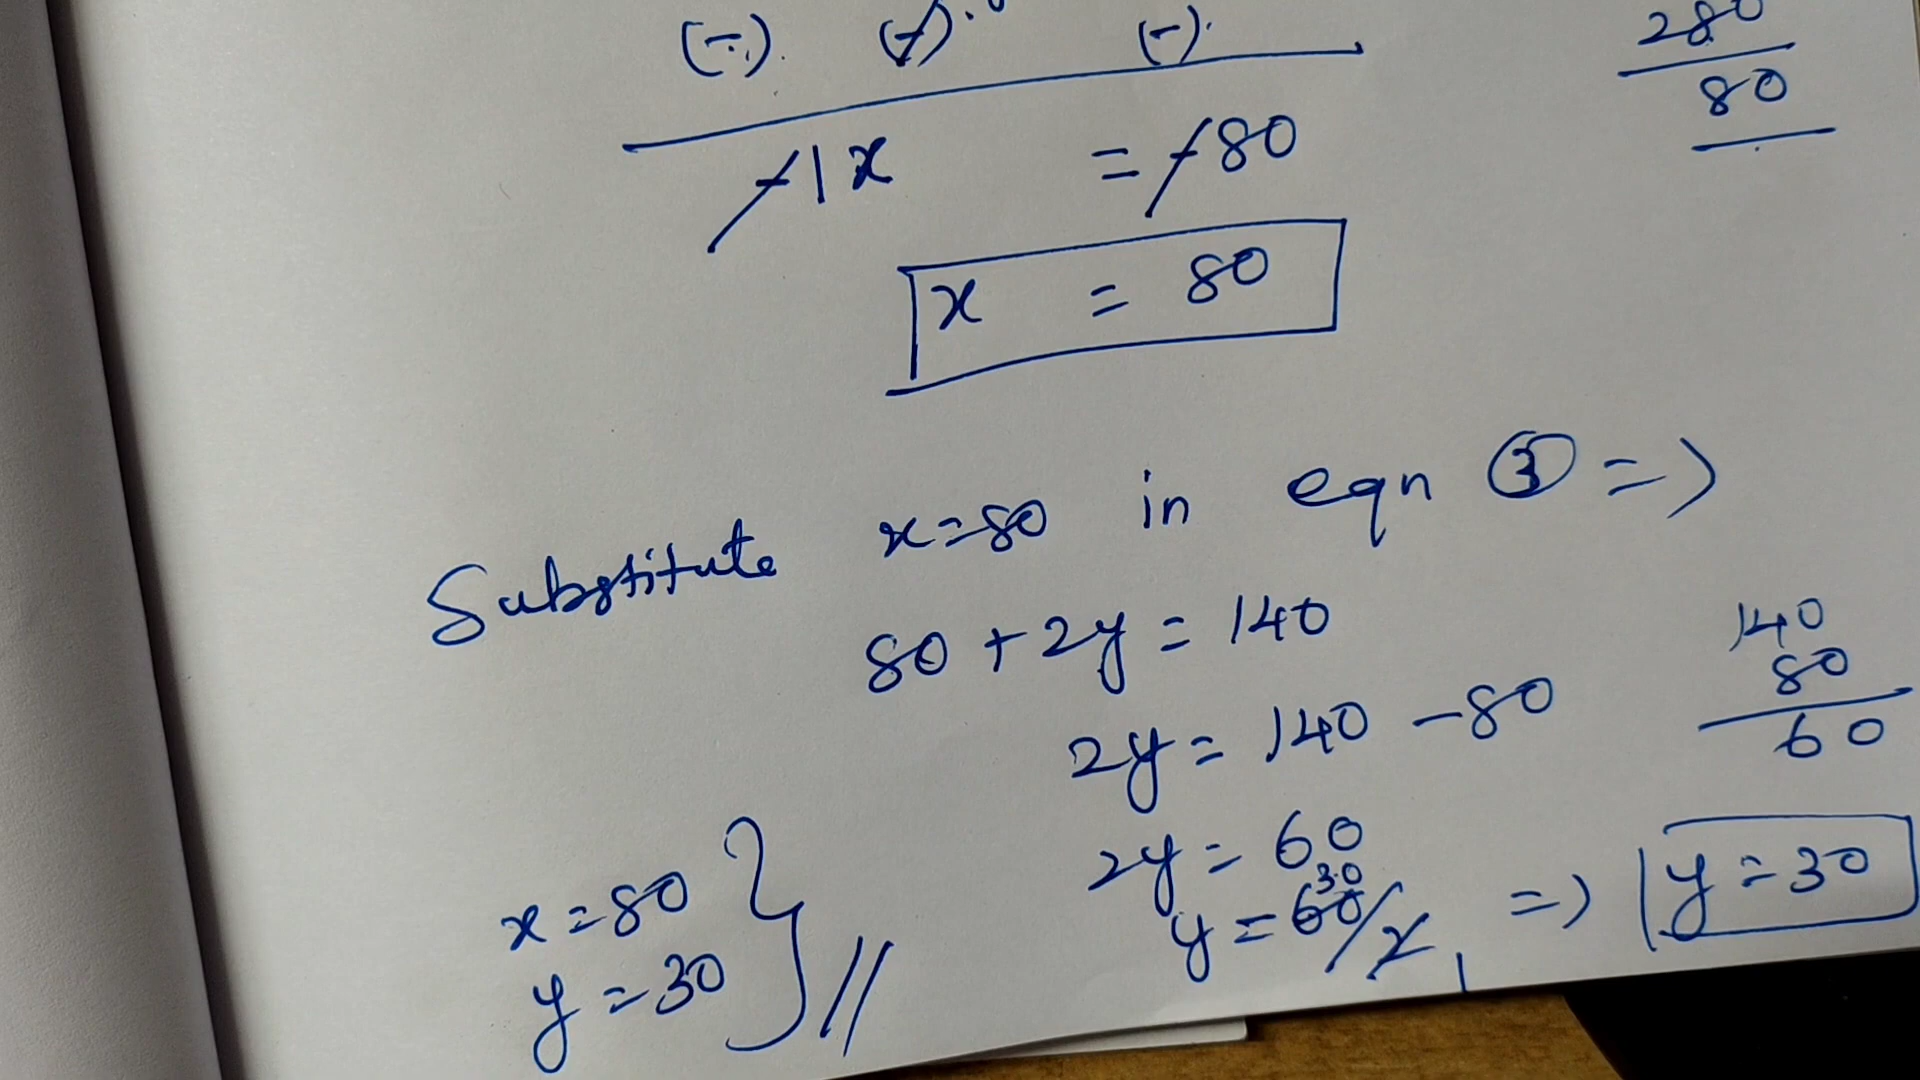 (-). (+). (-).
280
80
-1x = -80
x = 80
Substitute x=80 in eqn ③ =>
80 + 2y = 140
140
80
60
2y = 140 - 80
2y = 60
30
y = 60/2, => y = 30
x = 80
y = 30 } //